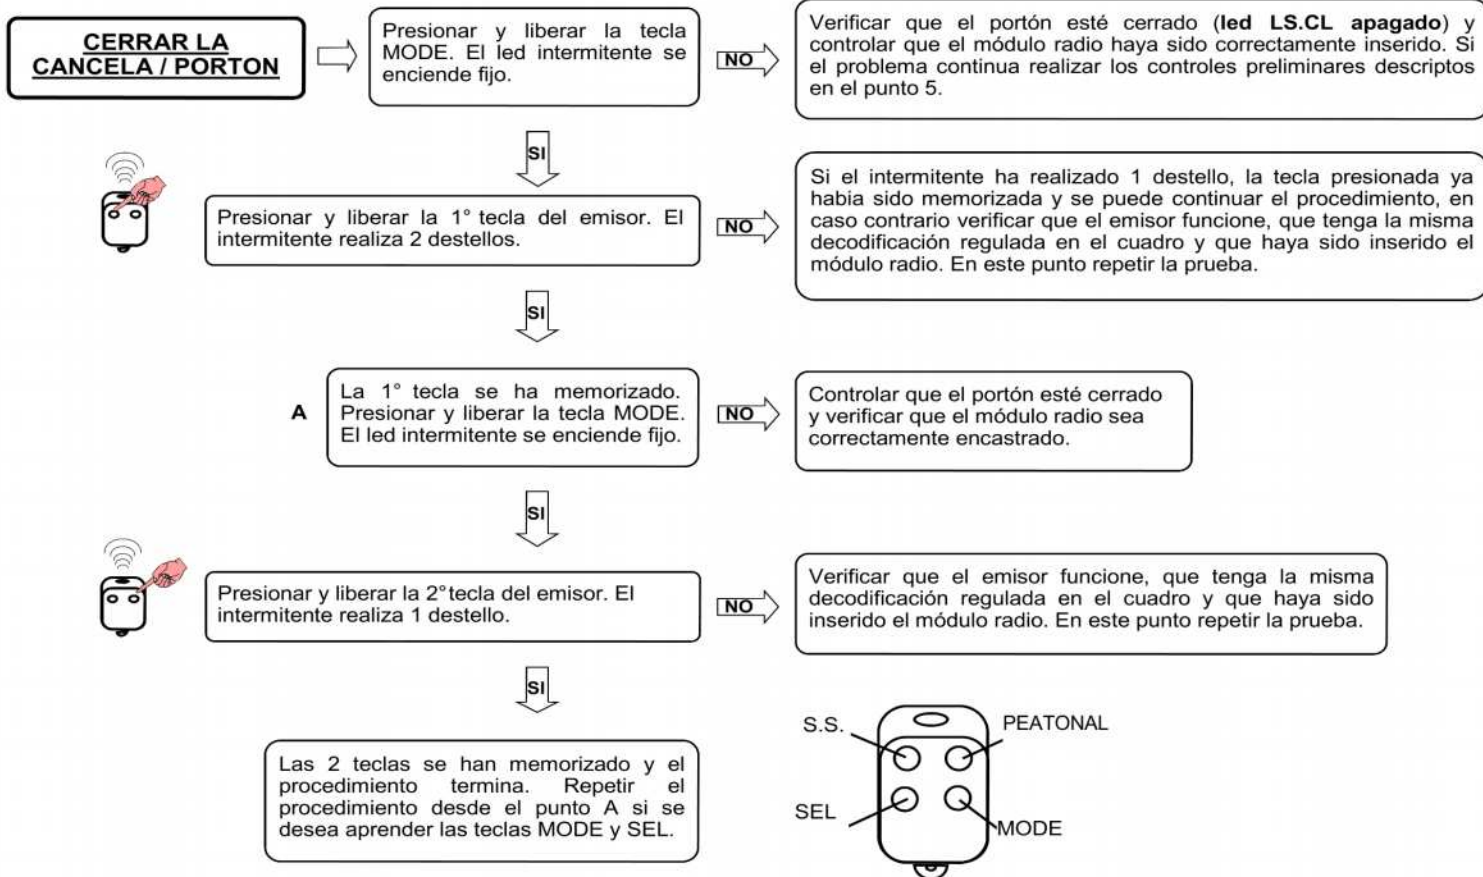 CERRAR LA
CANCELA / PORTON
Presionar y liberar la tecla
MODE. El led intermitente se
enciende fijo.
NO
Verificar que el portón esté cerrado (led LS.CL apagado) y
controlar que el módulo radio haya sido correctamente inserido. Si
el problema continua realizar los controles preliminares descriptos
en el punto 5.
SI
Presionar y liberar la 1° tecla del emisor. El
intermitente realiza 2 destellos.
NO
Si el intermitente ha realizado 1 destello, la tecla presionada ya
habia sido memorizada y se puede continuar el procedimiento, en
caso contrario verificar que el emisor funcione, que tenga la misma
decodificación regulada en el cuadro y que haya sido inserido el
módulo radio. En este punto repetir la prueba.
SI
A
La 1° tecla se ha memorizado.
Presionar y liberar la tecla MODE.
El led intermitente se enciende fijo.
NO
Controlar que el portón esté cerrado
y verificar que el módulo radio sea
correctamente encastrado.
SI
Presionar y liberar la 2° tecla del emisor. El
intermitente realiza 1 destello.
NO
Verificar que el emisor funcione, que tenga la misma
decodificación regulada en el cuadro y que haya sido
inserido el módulo radio. En este punto repetir la prueba.
SI
Las 2 teclas se han memorizado y el
procedimiento termina. Repetir el
procedimiento desde el punto A si se
desea aprender las teclas MODE y SEL.
S.S.
PEATONAL
SEL
MODE